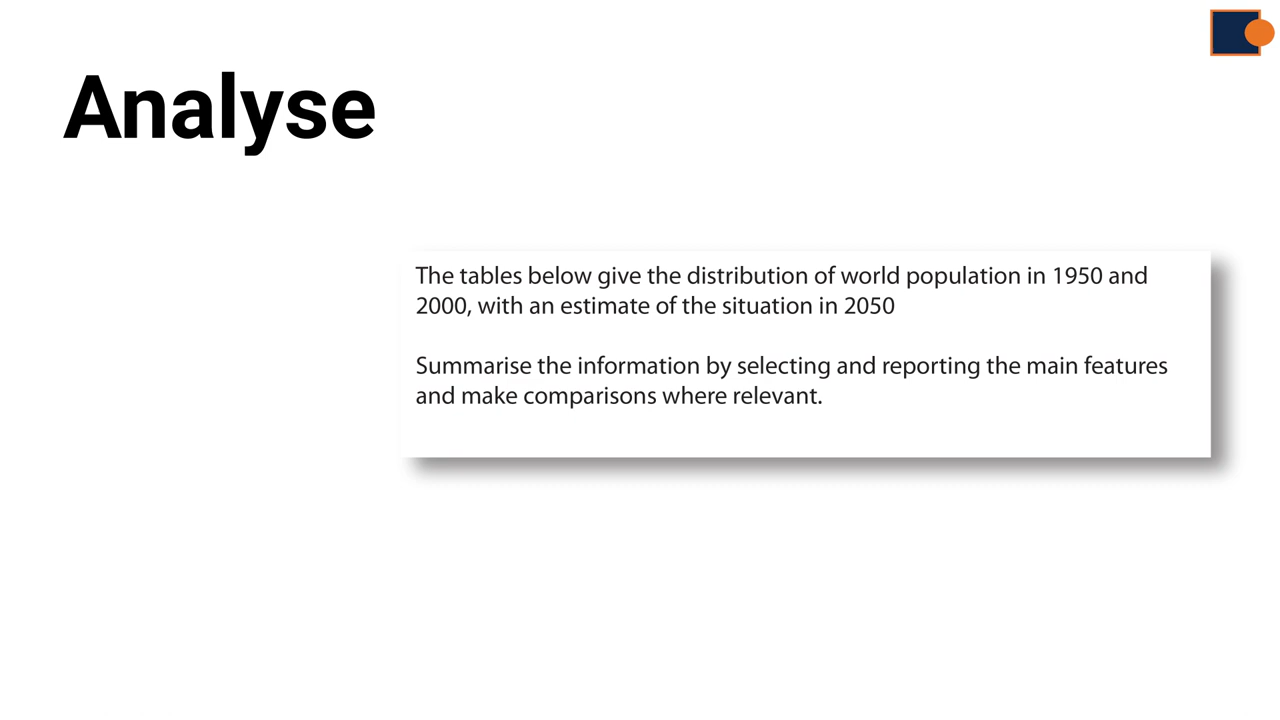 Analyse
The tables below give the distribution of world population in 1950 and
2000, with an estimate of the situation in 2050
Summarise the information by selecting and reporting the main features
and make comparisons where relevant.